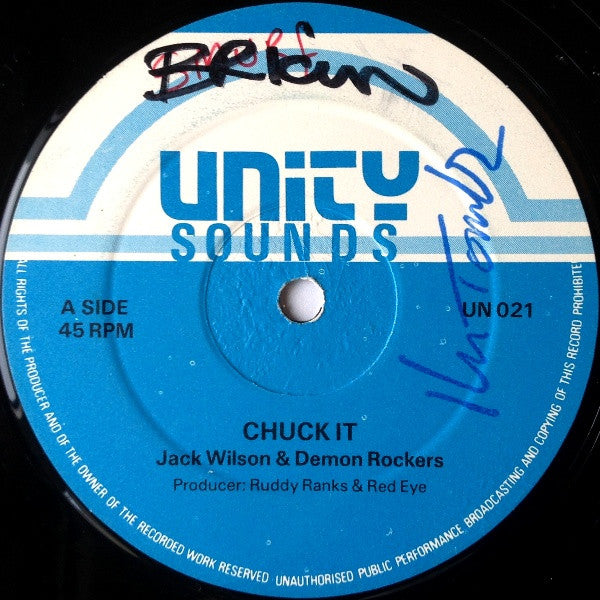 BRIAN
UNITY
SOUNDS
A SIDE
45 RPM
UN 021
CHUCK IT
Jack Wilson & Demon Rockers
Producer: Ruddy Ranks & Red Eye
ALL RIGHTS OF THE PRODUCER AND OF THE OWNER OF THE RECORDED WORK RESERVED UNAUTHORISED PUBLIC PERFORMANCE BROADCASTING AND COPYING OF THIS RECORD PROHIBITED